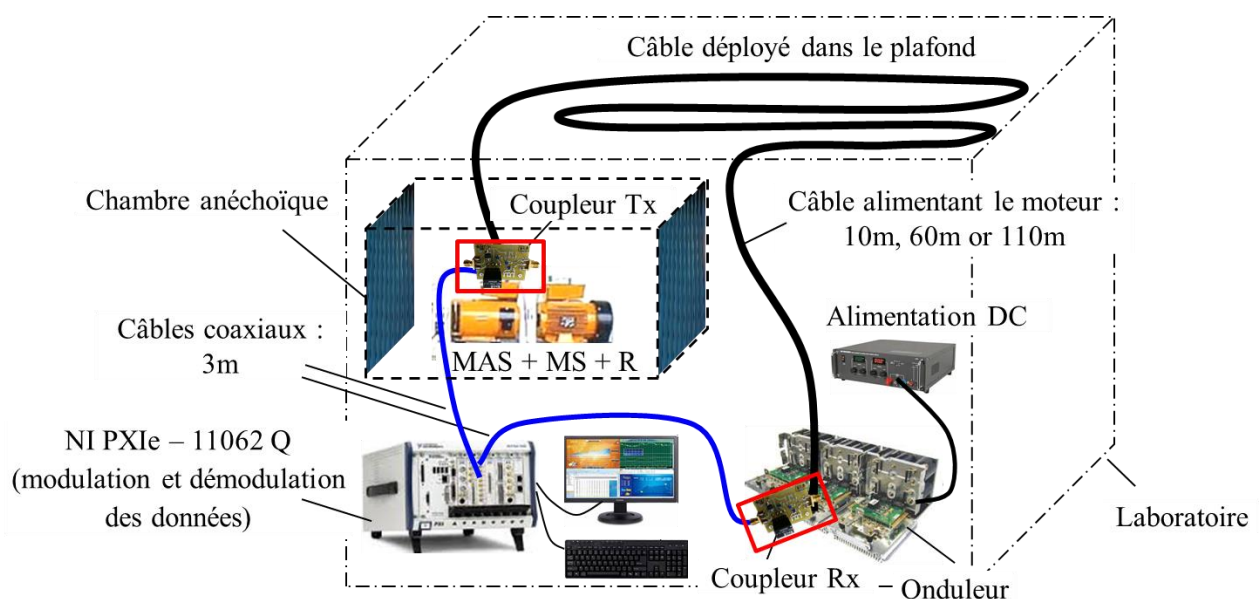 Câble déployé dans le plafond
Chambre anéchoïque
Coupleur Tx
Câble alimentant le moteur :
10m, 60m or 110m
Câbles coaxiaux :
3m
Alimentation DC
MAS + MS + R
NI PXIe – 11062 Q
(modulation et démodulation
des données)
Laboratoire
Coupleur Rx
Onduleur